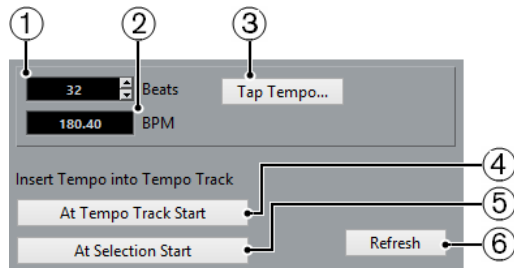 1 2 3
32 Beats Tap Tempo...
180.40 BPM
Insert Tempo into Tempo Track
At Tempo Track Start 4
5
At Selection Start Refresh 6